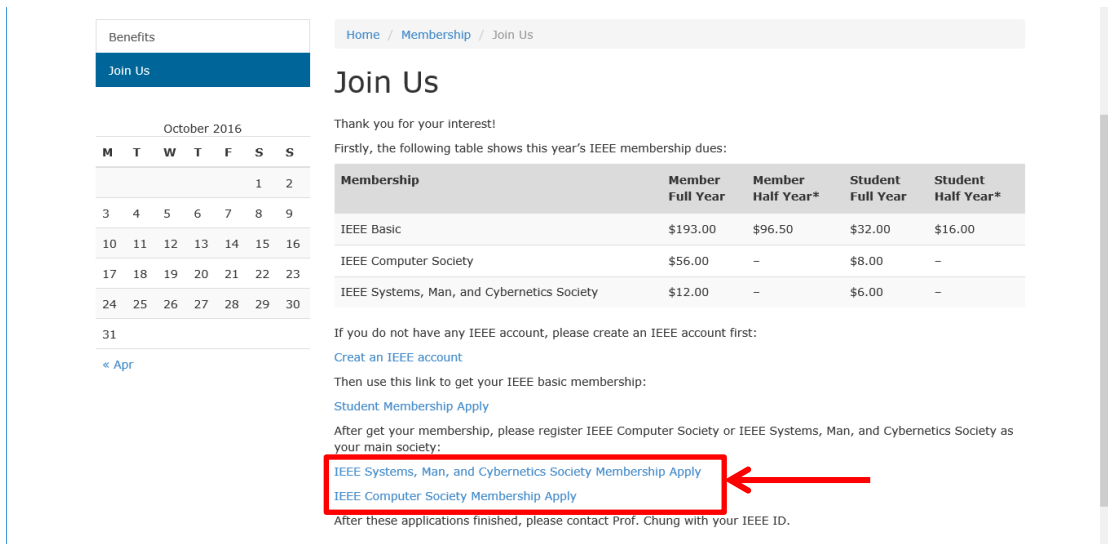 Benefits
Join Us
October 2016
M T W T F S S
1 2
3 4 5 6 7 8 9
10 11 12 13 14 15 16
17 18 19 20 21 22 23
24 25 26 27 28 29 30
31
« Apr
Home / Membership / Join Us
Join Us
Thank you for your interest!
Firstly, the following table shows this year’s IEEE membership dues:
Membership Member Full Year Member Half Year* Student Full Year Student Half Year*
IEEE Basic $193.00 $96.50 $32.00 $16.00
IEEE Computer Society $56.00 – $8.00 –
IEEE Systems, Man, and Cybernetics Society $12.00 – $6.00 –
If you do not have any IEEE account, please create an IEEE account first:
Creat an IEEE account
Then use this link to get your IEEE basic membership:
Student Membership Apply
After get your membership, please register IEEE Computer Society or IEEE Systems, Man, and Cybernetics Society as
your main society:
IEEE Systems, Man, and Cybernetics Society Membership Apply
IEEE Computer Society Membership Apply
After these applications finished, please contact Prof. Chung with your IEEE ID.